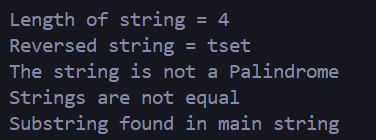 Length of string = 4
Reversed string = tset
The string is not a Palindrome
Strings are not equal
Substring found in main string